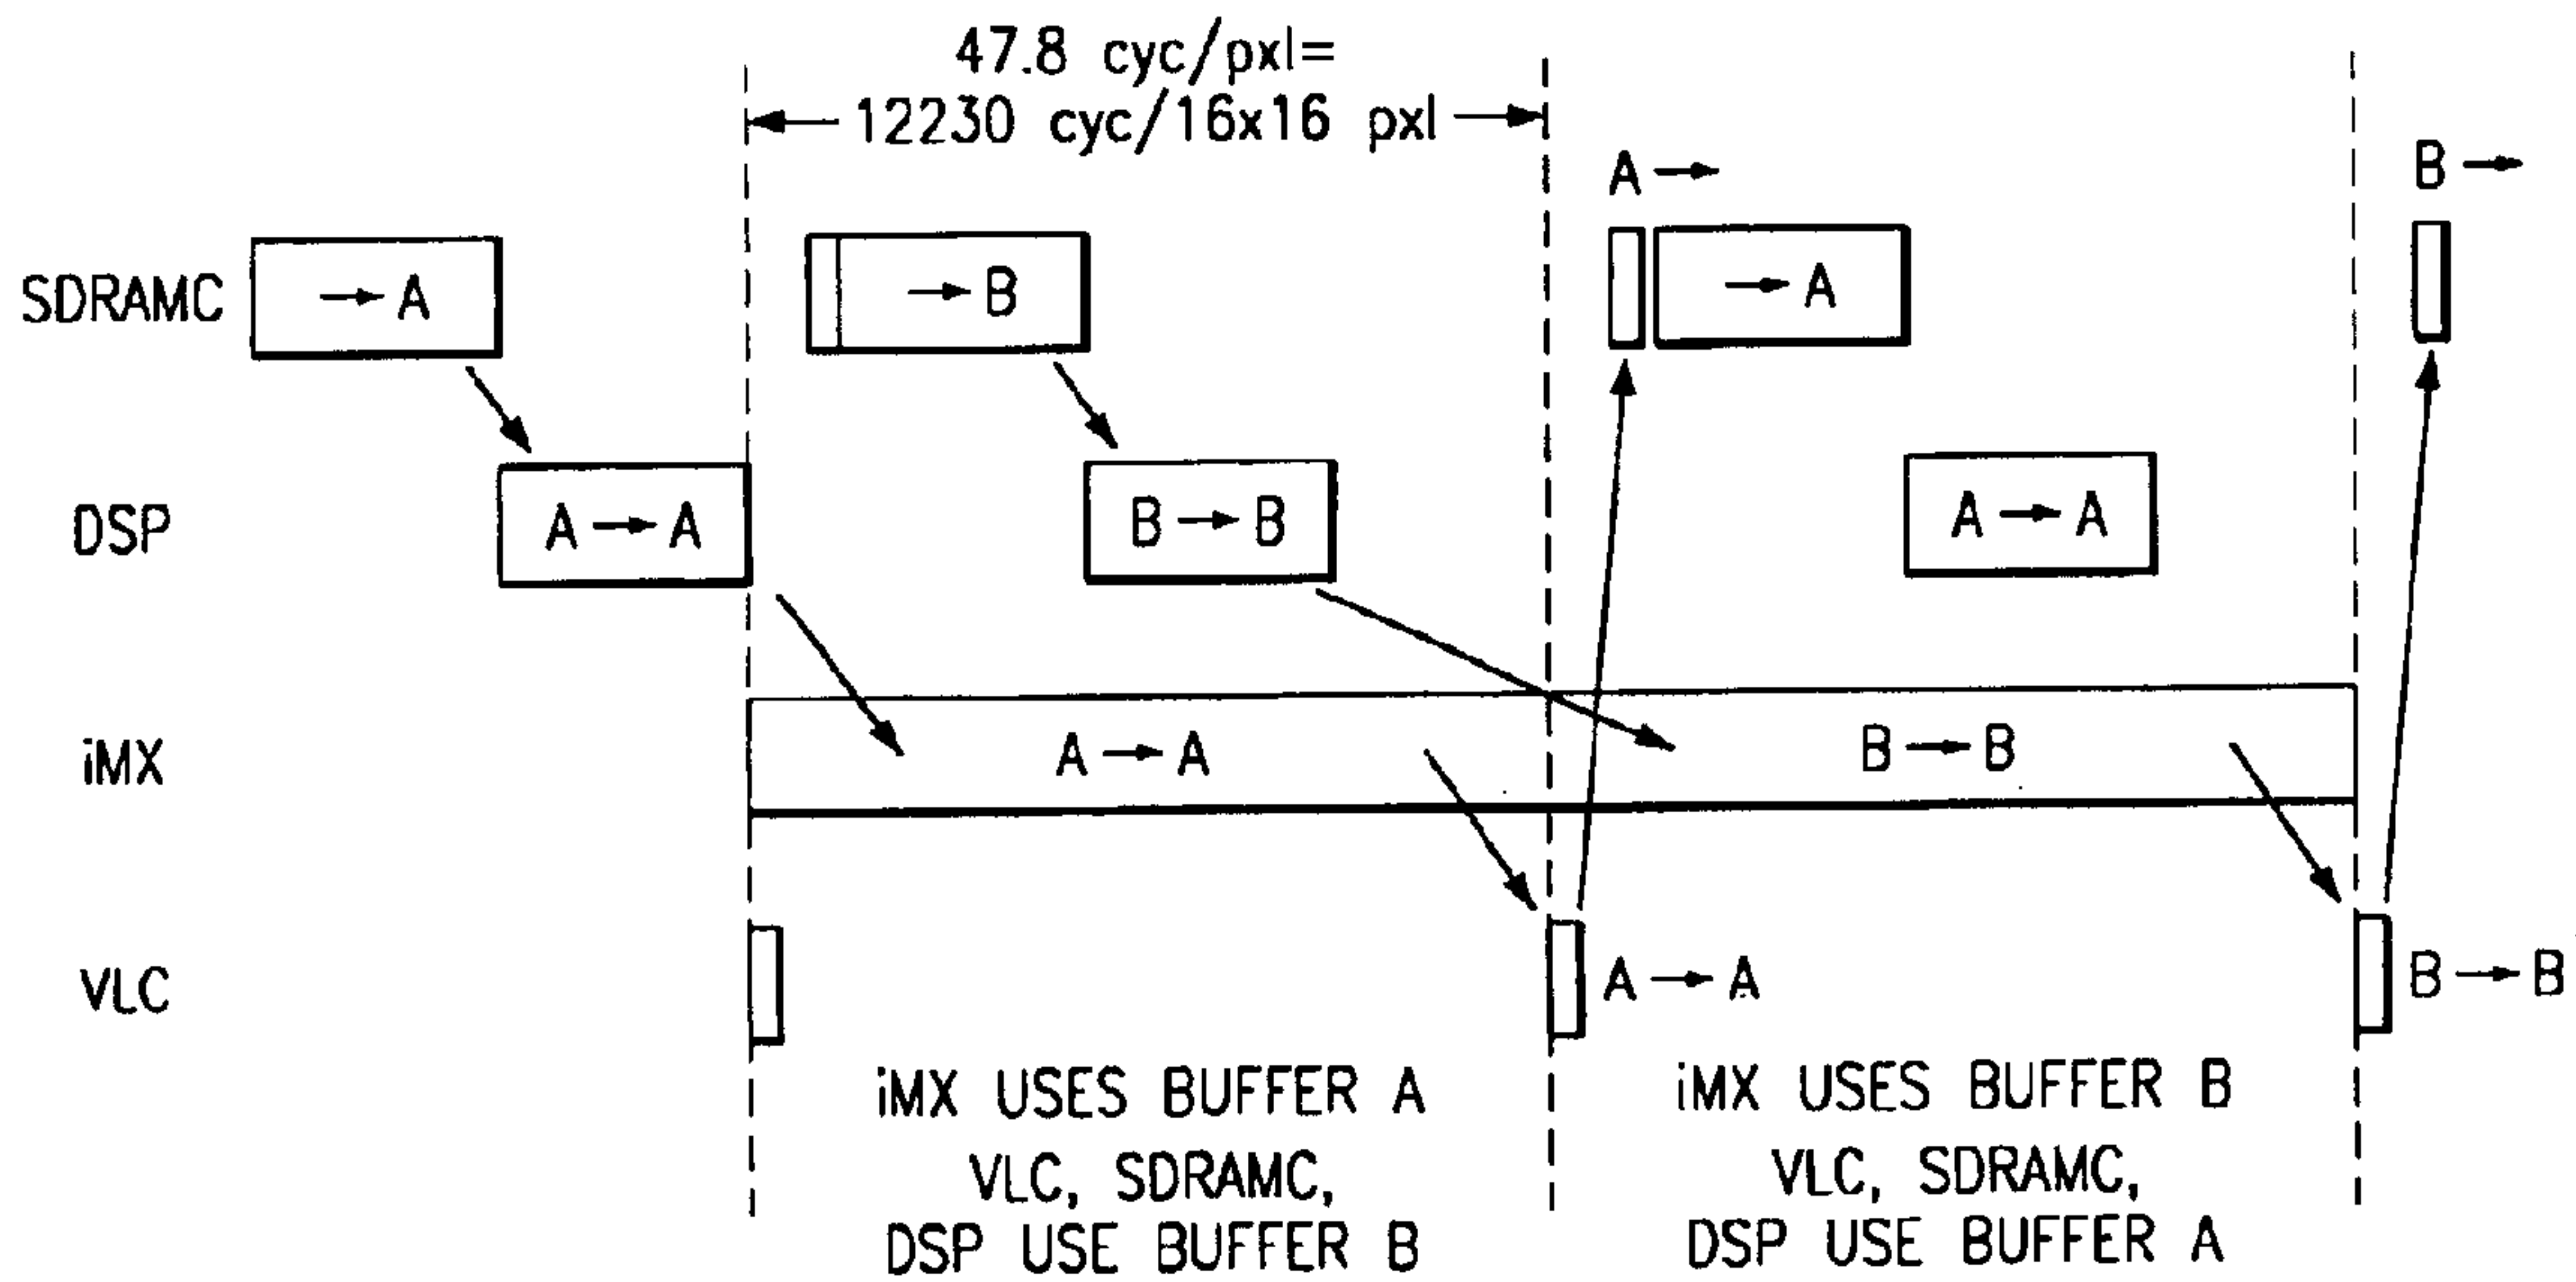 47.8 cyc/pxl=
12230 cyc/16x16 pxl
A →
B →
SDRAMC
→ A
→ B
→ A
DSP
A → A
B → B
A → A
iMX
A → A
B → B
VLC
A → A
B → B
iMX USES BUFFER A
VLC, SDRAMC,
DSP USE BUFFER B
iMX USES BUFFER B
VLC, SDRAMC,
DSP USE BUFFER A